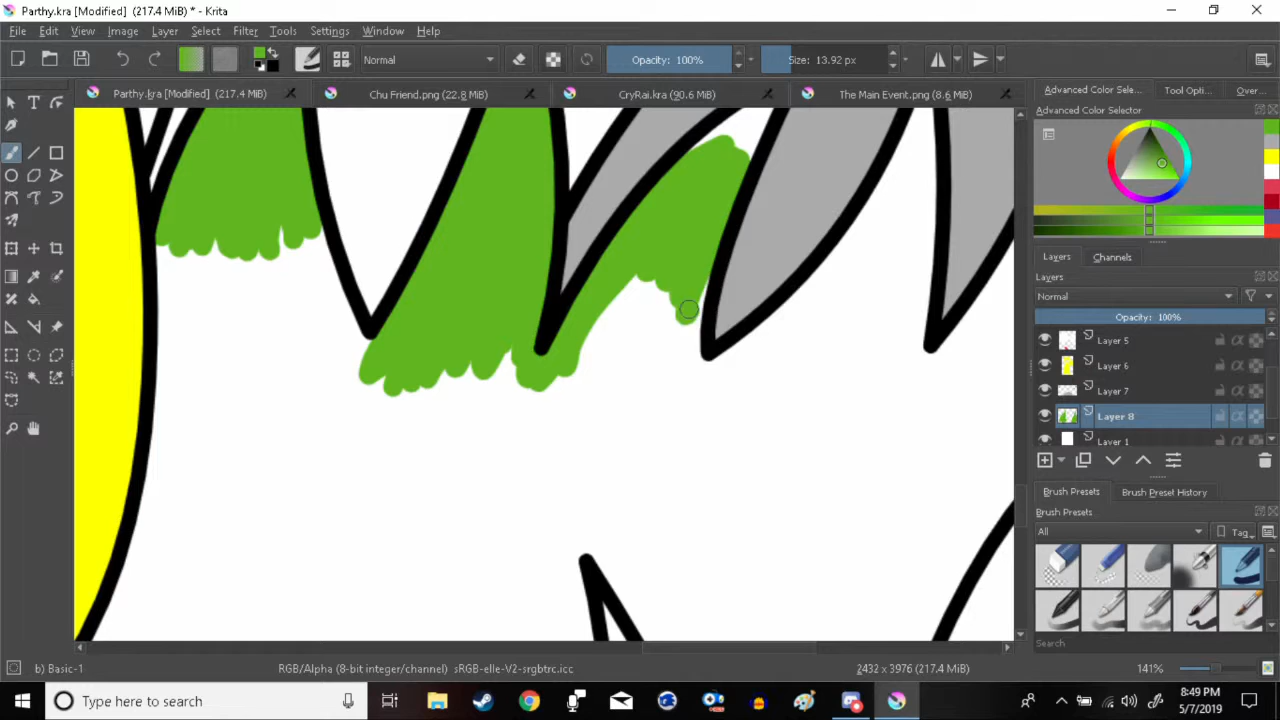 Parthy.kra [Modified] (217.4 MiB) * - Krita
File Edit View Image Layer Select Filter Tools Settings Window Help
Normal Opacity: 100% Size: 13.92 px
Parthy.kra [Modified] (217.4 MiB) Chu Friend.png (22.8 MiB) CryRai.kra (90.6 MiB) The Main Event.png (8.6 MiB) Advanced Color Sele... Tool Opti... Over...
Advanced Color Selector
Layers Channels
Layers
Normal
Opacity: 100%
Layer 5
Layer 6
Layer 7
Layer 8
Layer 1
Brush Presets Brush Preset History
Brush Presets
All Tag
Search
b) Basic-1 RGB/Alpha (8-bit integer/channel) sRGB-elle-V2-srgbtrc.icc 2432 x 3976 (217.4 MiB) 141%
Type here to search
8:49 PM
5/7/2019